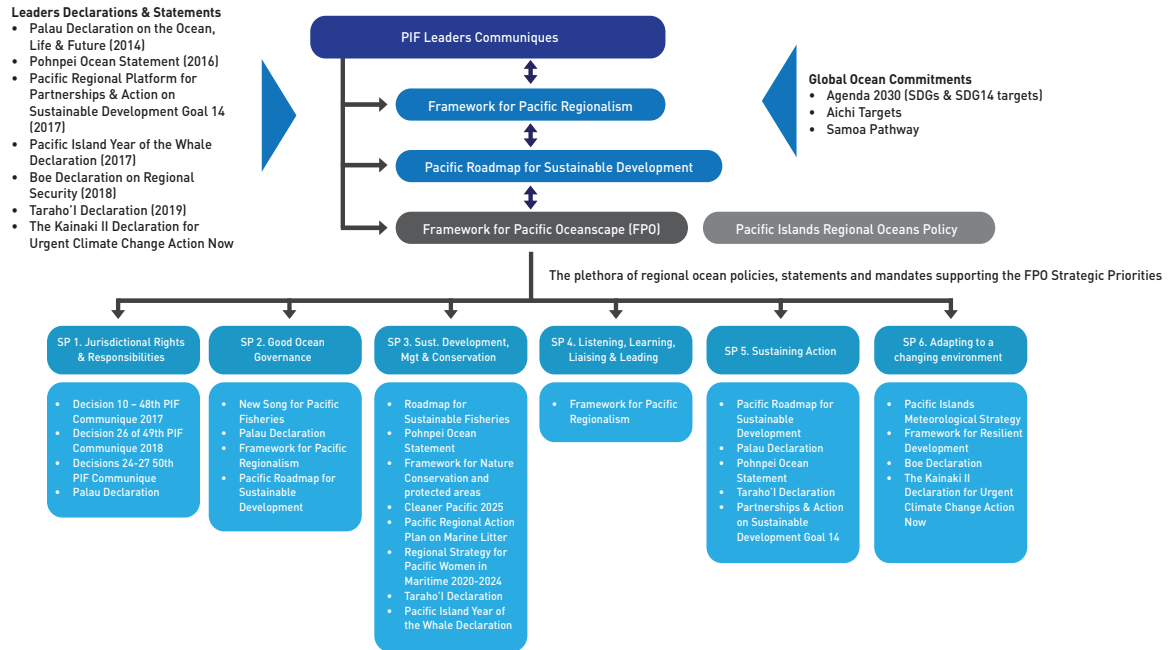 Leaders Declarations & Statements
• Palau Declaration on the Ocean,
Life & Future (2014)
• Pohnpei Ocean Statement (2016)
• Pacific Regional Platform for
Partnerships & Action on
Sustainable Development Goal 14
(2017)
• Pacific Island Year of the Whale
Declaration (2017)
• Boe Declaration on Regional
Security (2018)
• Taraho'I Declaration (2019)
• The Kainaki II Declaration for
Urgent Climate Change Action Now
PIF Leaders Communiques
Framework for Pacific Regionalism
Pacific Roadmap for Sustainable Development
Framework for Pacific Oceanscape (FPO)
Pacific Islands Regional Oceans Policy
Global Ocean Commitments
• Agenda 2030 (SDGs & SDG14 targets)
• Aichi Targets
• Samoa Pathway
The plethora of regional ocean policies, statements and mandates supporting the FPO Strategic Priorities
SP 1. Jurisdictional Rights
& Responsibilities
• Decision 10 – 48th PIF
Communique 2017
• Decision 26 of 49th PIF
Communique 2018
• Decisions 24-27 50th
PIF Communique
• Palau Declaration
SP 2. Good Ocean
Governance
• New Song for Pacific
Fisheries
• Palau Declaration
• Framework for Pacific
Regionalism
• Pacific Roadmap for
Sustainable
Development
SP 3. Sust. Development,
Mgt & Conservation
• Roadmap for
Sustainable Fisheries
• Pohnpei Ocean
Statement
• Framework for Nature
Conservation and
protected areas
• Cleaner Pacific 2025
• Pacific Regional Action
Plan on Marine Litter
• Regional Strategy for
Pacific Women in
Maritime 2020-2024
• Taraho'I Declaration
• Pacific Island Year of
the Whale Declaration
SP 4. Listening, Learning,
Liaising & Leading
• Framework for Pacific
Regionalism
SP 5. Sustaining Action
• Pacific Roadmap for
Sustainable
Development
• Palau Declaration
• Pohnpei Ocean
Statement
• Taraho'I Declaration
• Partnerships & Action
on Sustainable
Development Goal 14
SP 6. Adapting to a
changing environment
• Pacific Islands
Meteorological Strategy
• Framework for Resilient
Development
• Boe Declaration
• The Kainaki II
Declaration for Urgent
Climate Change Action
Now